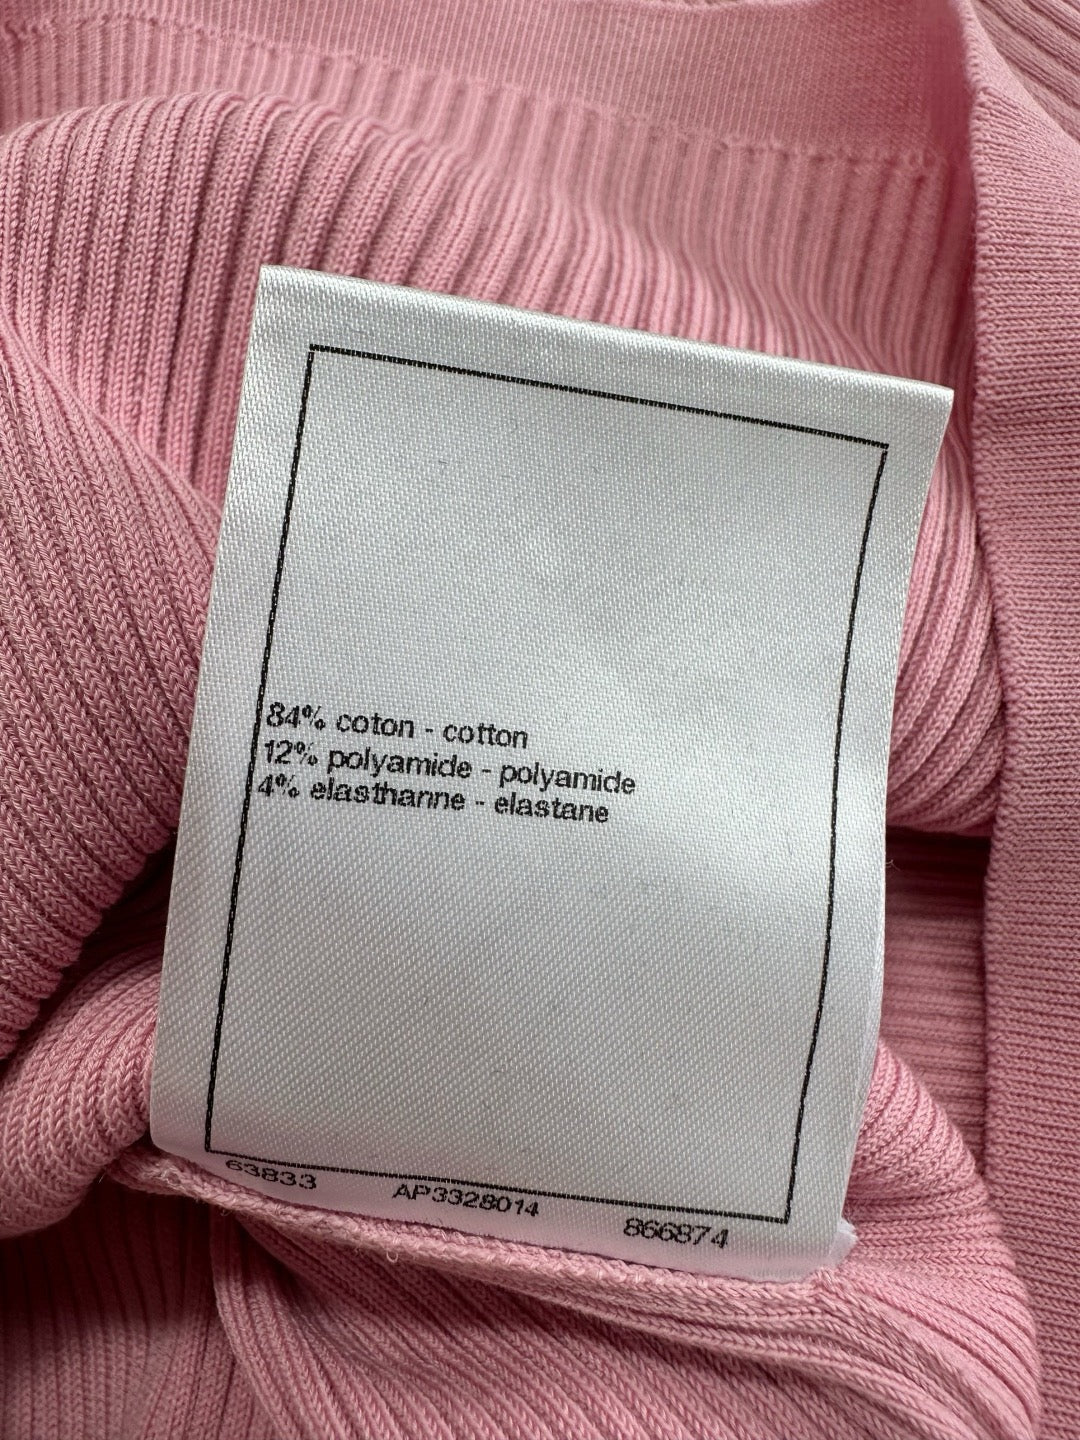 84% coton - cotton
12% polyamide - polyamide
4% elasthanne - elastane
63833 AP3328014 866874